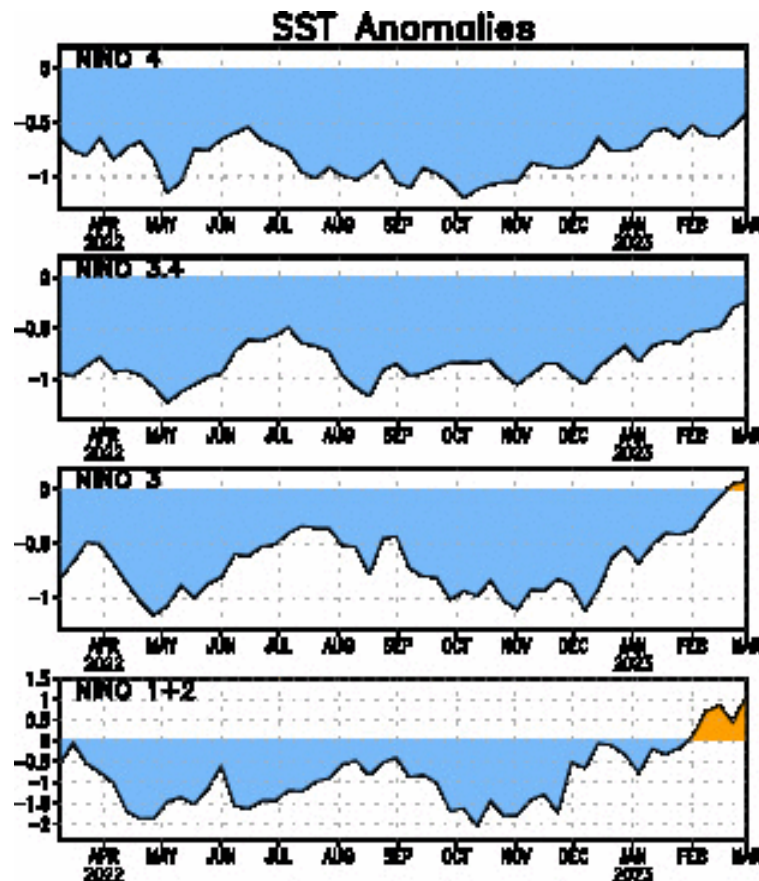 SST Anomalies
NINO 4
0
-0.5
-1
APR MAY JUN JUL AUG SEP OCT NOV DEC JAN FEB MAR
2022 2023
NINO 3.4
0
-0.5
-1
APR MAY JUN JUL AUG SEP OCT NOV DEC JAN FEB MAR
2022 2023
NINO 3
0
-0.5
-1
APR MAY JUN JUL AUG SEP OCT NOV DEC JAN FEB MAR
2022 2023
NINO 1+2
1.5
1
0.5
0
-0.5
-1
-1.5
-2
APR MAY JUN JUL AUG SEP OCT NOV DEC JAN FEB MAR
2022 2023